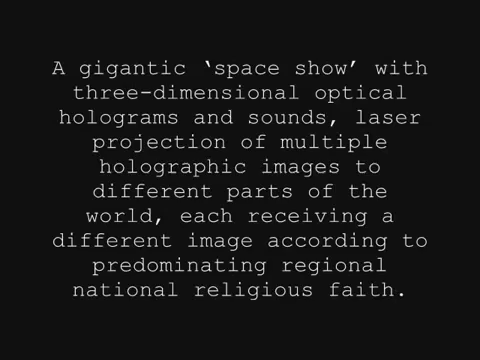 A gigantic ‘space show’ with
three-dimensional optical
holograms and sounds, laser
projection of multiple
holographic images to
different parts of the
world, each receiving a
different image according to
predominating regional
national religious faith.